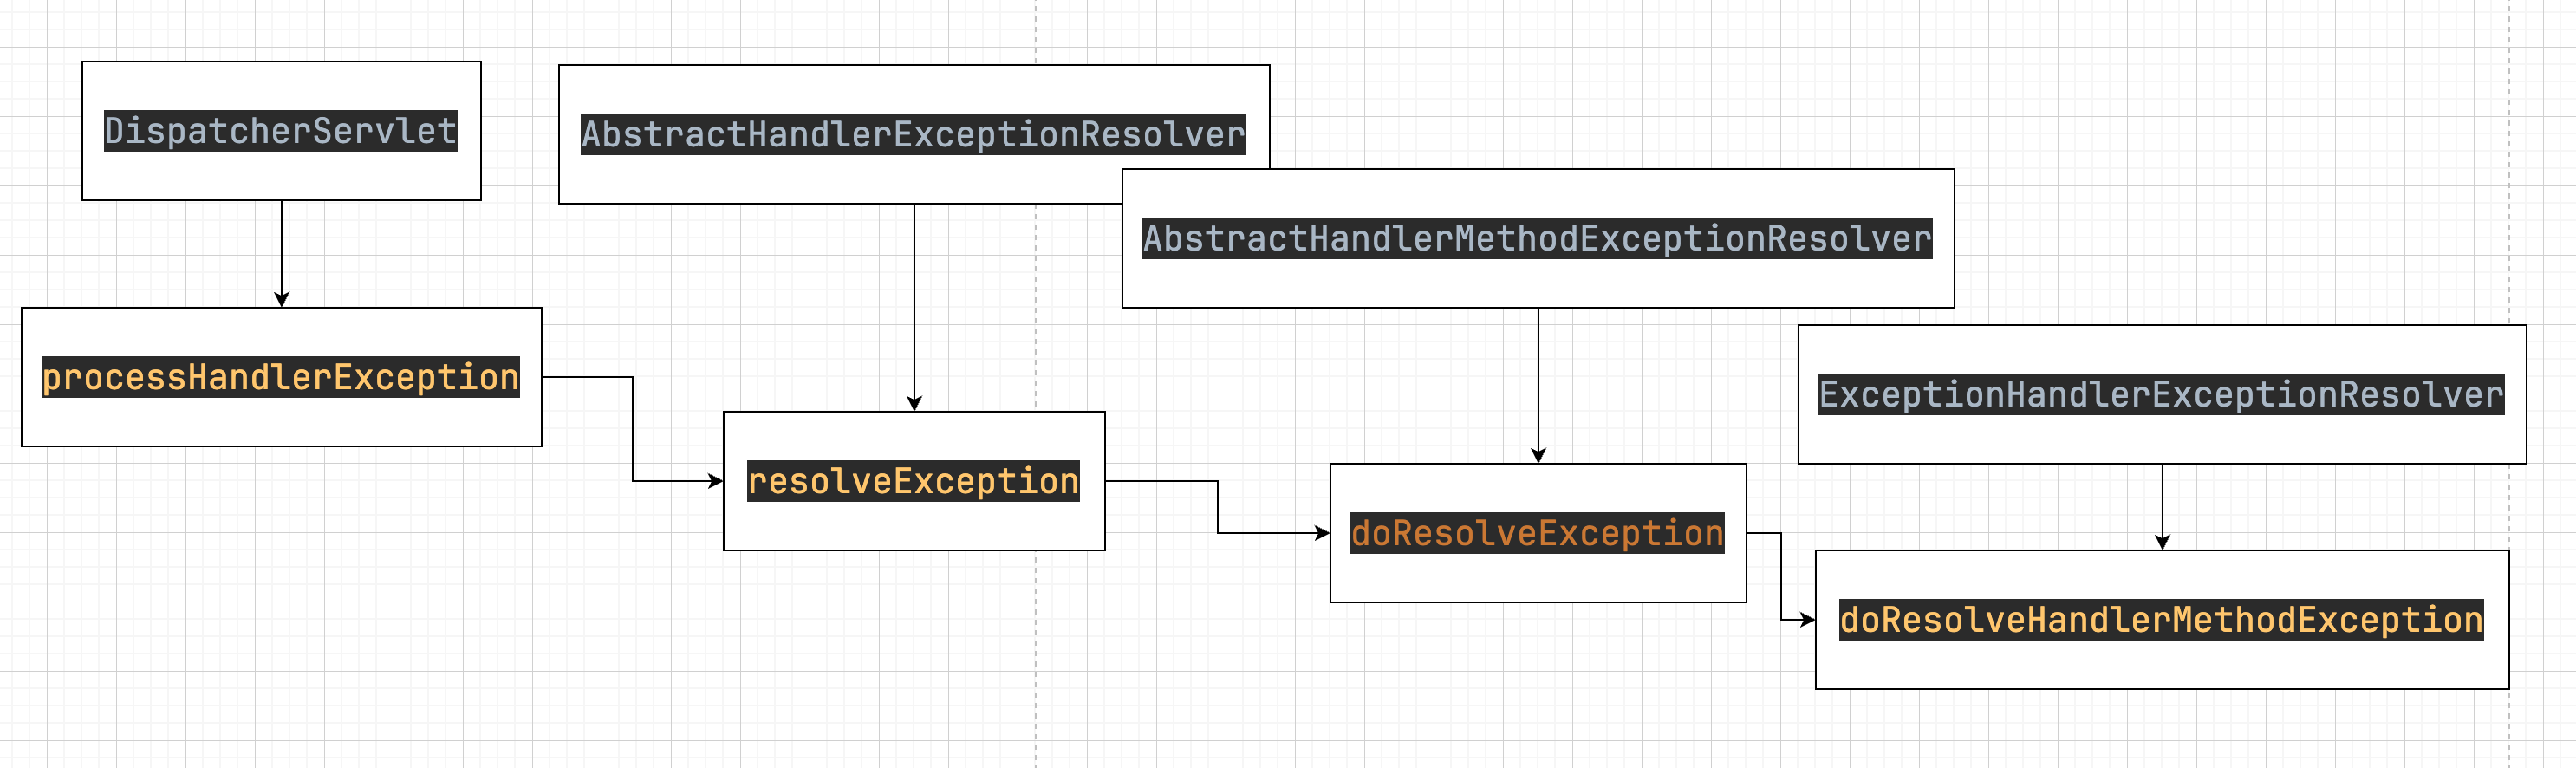 DispatcherServlet
AbstractHandlerExceptionResolver
AbstractHandlerMethodExceptionResolver
processHandlerException
ExceptionHandlerExceptionResolver
resolveException
doResolveException
doResolveHandlerMethodException